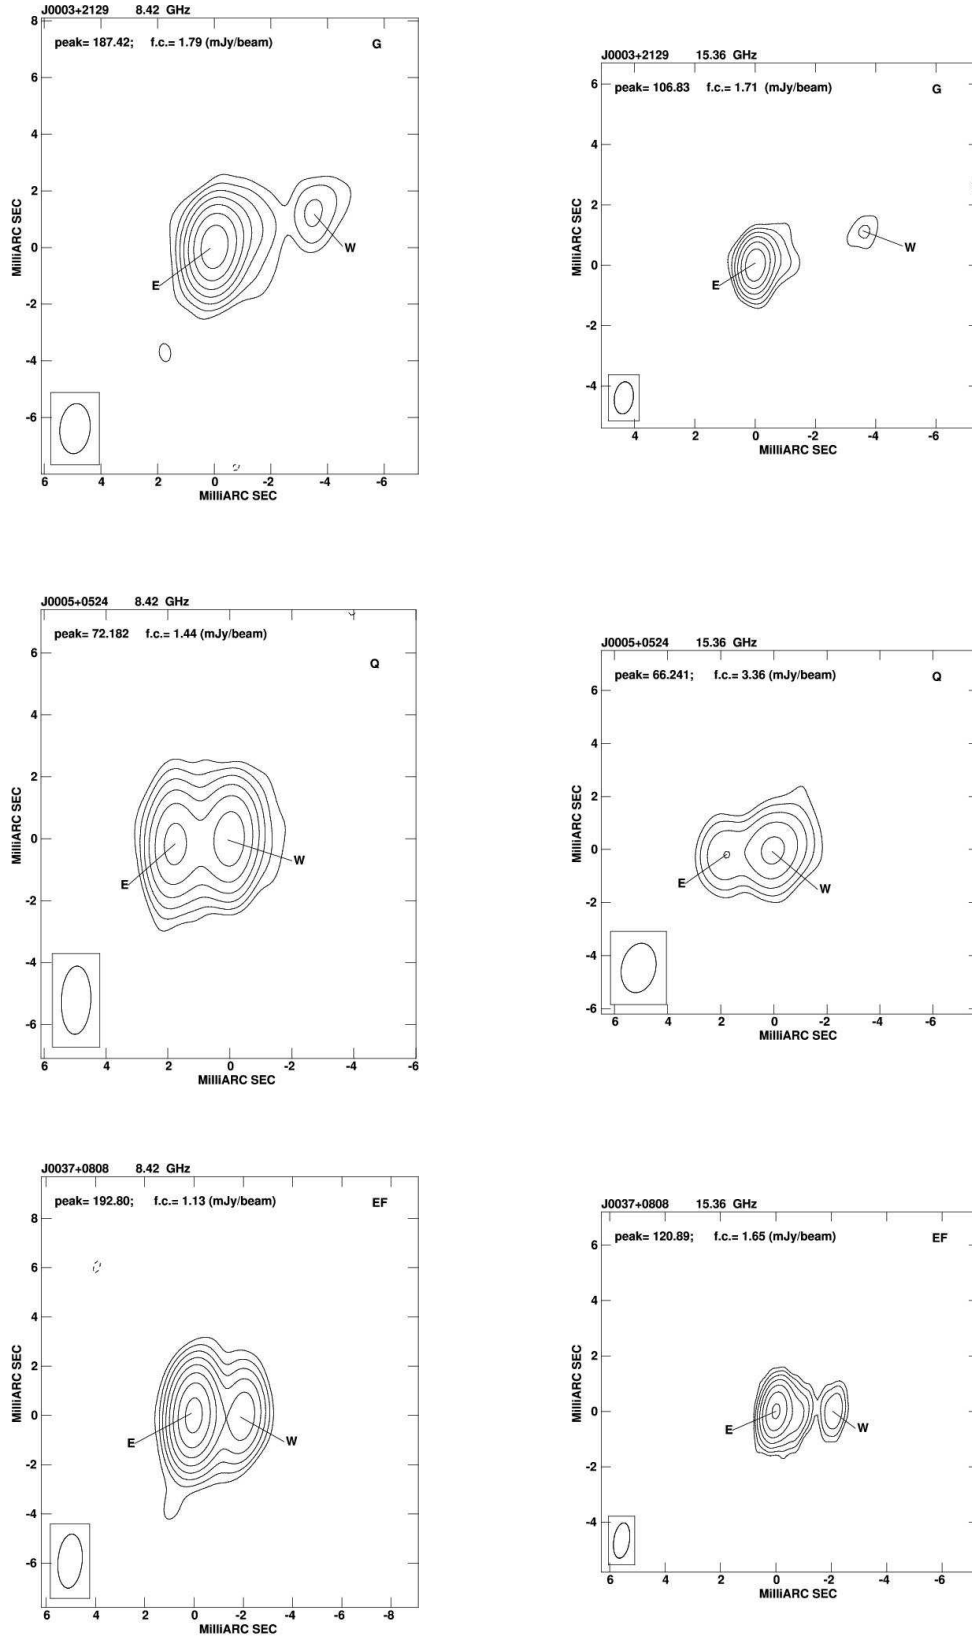 J0003+2129 8.42 GHz
peak= 187.42; f.c.= 1.79 (mJy/beam) G
8
6
4
2
0
-2
-4
-6
MilliARC SEC
E
W
6 4 2 0 -2 -4 -6
MilliARC SEC
J0003+2129 15.36 GHz
peak= 106.83 f.c.= 1.71 (mJy/beam) G
6
4
2
0
-2
-4
MilliARC SEC
E
W
4 2 0 -2 -4 -6
MilliARC SEC
J0005+0524 8.42 GHz
peak= 72.182 f.c.= 1.44 (mJy/beam)
Q
6
4
2
0
-2
-4
-6
MilliARC SEC
E
W
6 4 2 0 -2 -4 -6
MilliARC SEC
J0005+0524 15.36 GHz
peak= 66.241; f.c.= 3.36 (mJy/beam) Q
6
4
2
0
-2
-4
-6
MilliARC SEC
E
W
6 4 2 0 -2 -4 -6
MilliARC SEC
J0037+0808 8.42 GHz
peak= 192.80; f.c.= 1.13 (mJy/beam) EF
8
6
4
2
0
-2
-4
-6
MilliARC SEC
E
W
6 4 2 0 -2 -4 -6 -8
MilliARC SEC
J0037+0808 15.36 GHz
peak= 120.89; f.c.= 1.65 (mJy/beam) EF
6
4
2
0
-2
-4
MilliARC SEC
E
W
6 4 2 0 -2 -4 -6
MilliARC SEC